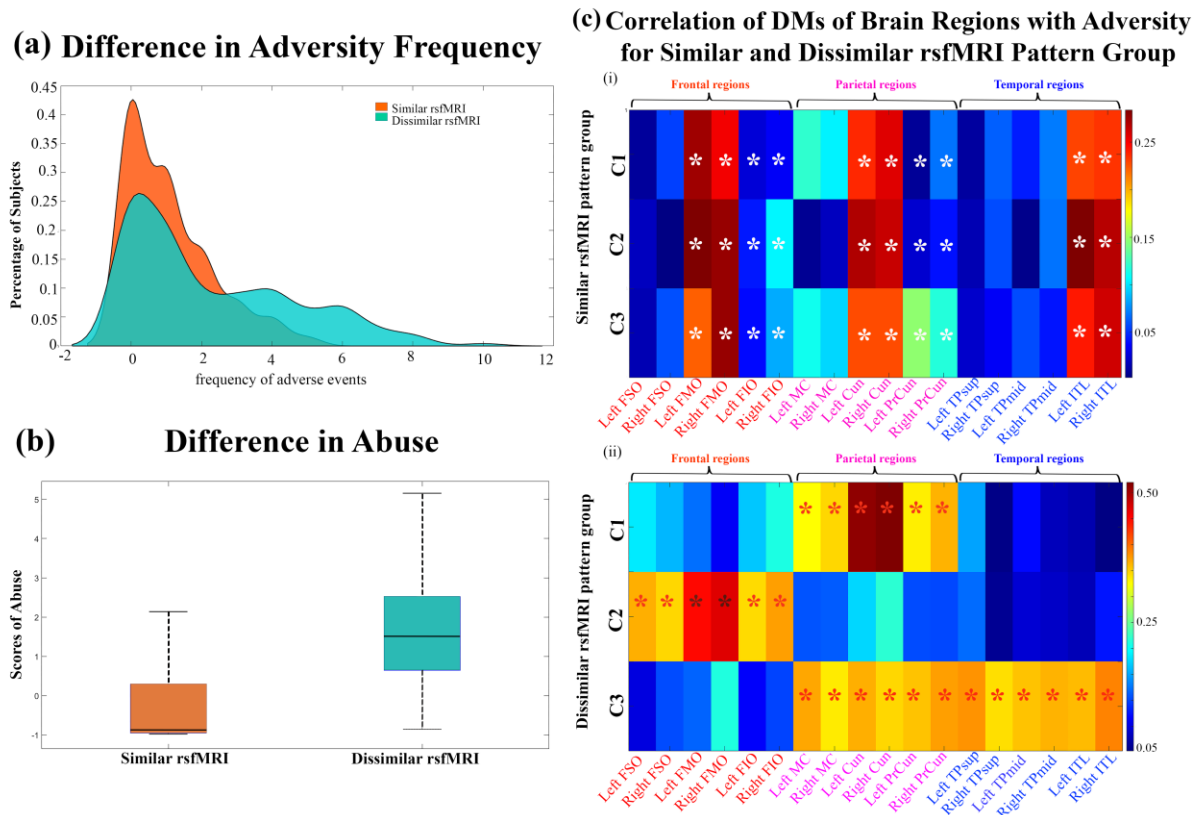 (a) Difference in Adversity Frequency
0.45
0.4
0.35
0.3
0.25
0.2
0.15
0.1
0.05
0
Percentage of Subjects
Similar rsfMRI
Dissimilar rsfMRI
-2 0 2 4 6 8 10 12
frequency of adverse events
(b) Difference in Abuse
5
4
3
2
1
0
-1
Scores of Abuse
Similar rsfMRI Dissimilar rsfMRI
(c) Correlation of DMs of Brain Regions with Adversity
for Similar and Dissimilar rsfMRI Pattern Group
(i)
Frontal regions Parietal regions Temporal regions
Similar rsfMRI pattern group
C1
* * * * * * * * * *
C2
* * * * * * * * * *
C3
* * * * * * * * * *
0.25
0.15
0.05
Left FSO
Right FSO
Left FMO
Right FMO
Left FIO
Right FIO
Left MC
Right MC
Left Cun
Right Cun
Left PrCun
Right PrCun
Left TPsup
Right TPsup
Left TPmid
Right TPmid
Left ITL
Right ITL
(ii)
Frontal regions Parietal regions Temporal regions
Dissimilar rsfMRI pattern group
C1
* * * * * *
C2
* * * * * *
C3
* * * * * * * * * * * *
0.50
0.35
0.25
0.15
0.05
Left FSO
Right FSO
Left FMO
Right FMO
Left FIO
Right FIO
Left MC
Right MC
Left Cun
Right Cun
Left PrCun
Right PrCun
Left TPsup
Right TPsup
Left TPmid
Right TPmid
Left ITL
Right ITL